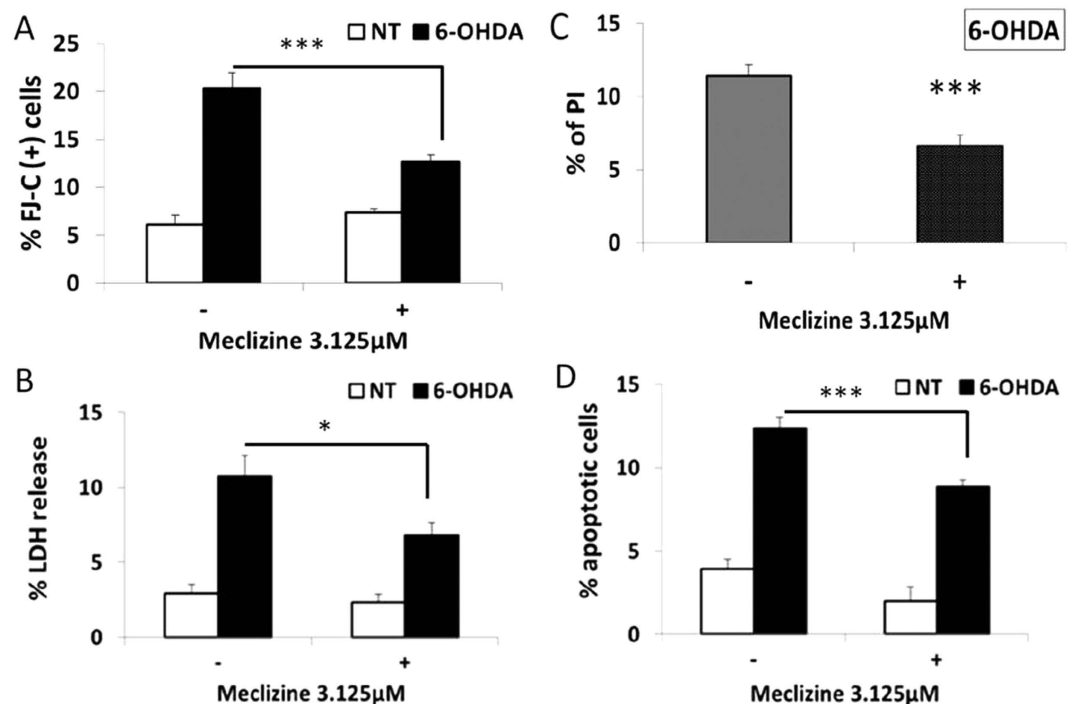 A
NT 6-OHDA
***
25
20
15
10
5
0
% FJ-C (+) cells
- +
Meclizine 3.125µM
C
6-OHDA
***
15
10
5
0
% of PI
- +
Meclizine 3.125µM
B
NT 6-OHDA
*
15
10
5
0
% LDH release
- +
Meclizine 3.125µM
D
NT 6-OHDA
***
15
10
5
0
% apoptotic cells
- +
Meclizine 3.125µM